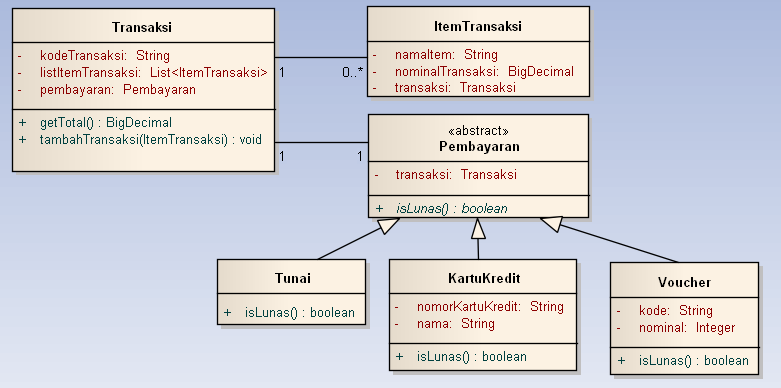 Transaksi
- kodeTransaksi: String
- listItemTransaksi: List<ItemTransaksi>
- pembayaran: Pembayaran
+ getTotal() : BigDecimal
+ tambahTransaksi(ItemTransaksi) : void
1
0..*
ItemTransaksi
- namaItem: String
- nominalTransaksi: BigDecimal
- transaksi: Transaksi
1
1
«abstract»
Pembayaran
- transaksi: Transaksi
+ isLunas() : boolean
Tunai
+ isLunas() : boolean
KartuKredit
- nomorKartuKredit: String
- nama: String
+ isLunas() : boolean
Voucher
- kode: String
- nominal: Integer
+ isLunas() : boolean